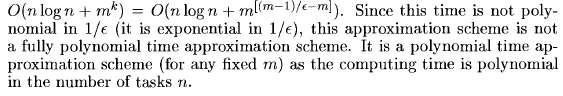 O(n log n + m^k) = O(n log n + m^[(m−1)/ϵ−m]). Since this time is not poly-
nomial in 1/ϵ (it is exponential in 1/ϵ), this approximation scheme is not
a fully polynomial time approximation scheme. It is a polynomial time ap-
proximation scheme (for any fixed m) as the computing time is polynomial
in the number of tasks n.